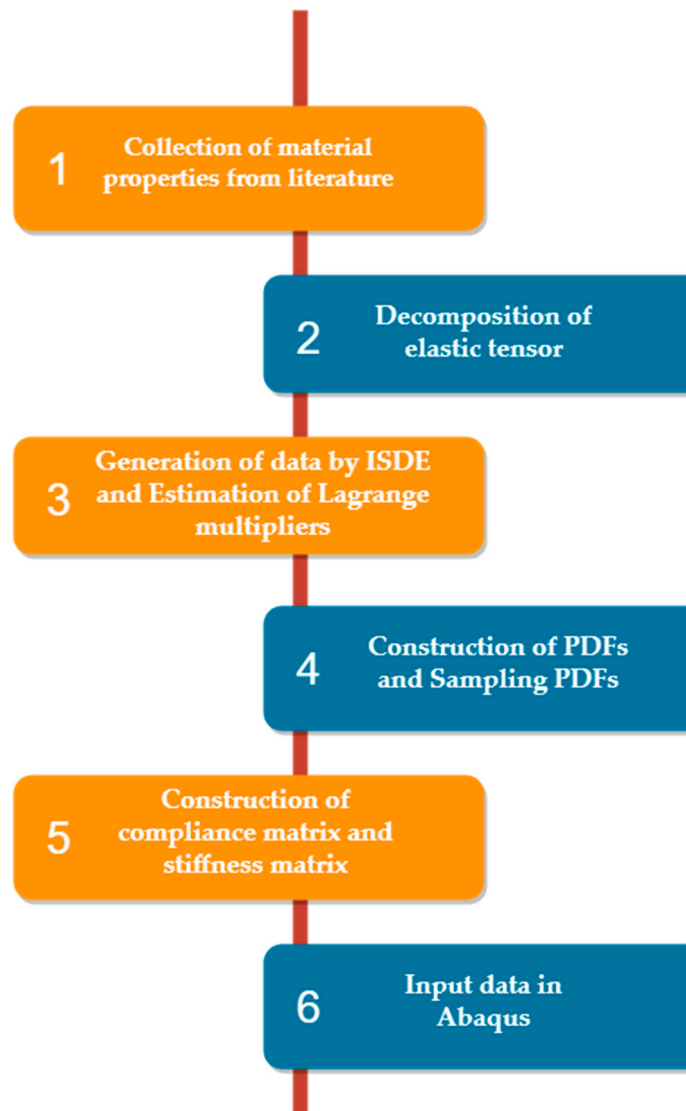 1
Collection of material
properties from literature
2
Decomposition of
elastic tensor
3
Generation of data by ISDE
and Estimation of Lagrange
multipliers
4
Construction of PDFs
and Sampling PDFs
5
Construction of
compliance matrix and
stiffness matrix
6
Input data in
Abaqus